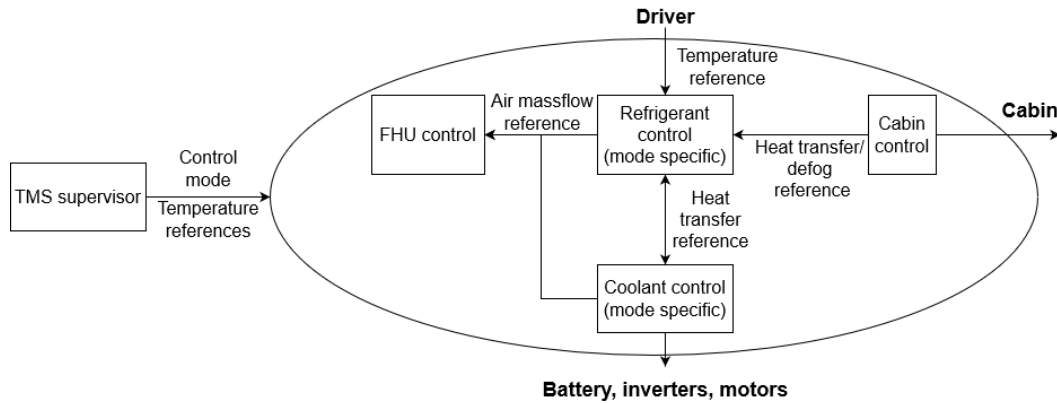 Driver
Temperature
reference
Air massflow
reference
FHU control
Refrigerant
control
(mode specific)
Heat transfer/
defog
reference
Cabin
control
Cabin
TMS supervisor
Control
mode
Temperature
references
Heat
transfer
reference
Coolant control
(mode specific)
Battery, inverters, motors